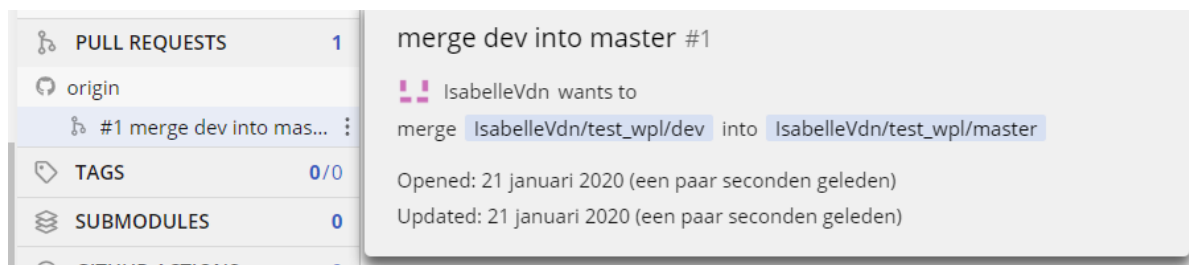 PULL REQUESTS 1
origin
#1 merge dev into mas...
TAGS 0/0
SUBMODULES 0
merge dev into master #1
IsabelleVdn wants to
merge IsabelleVdn/test_wpl/dev into IsabelleVdn/test_wpl/master
Opened: 21 januari 2020 (een paar seconden geleden)
Updated: 21 januari 2020 (een paar seconden geleden)